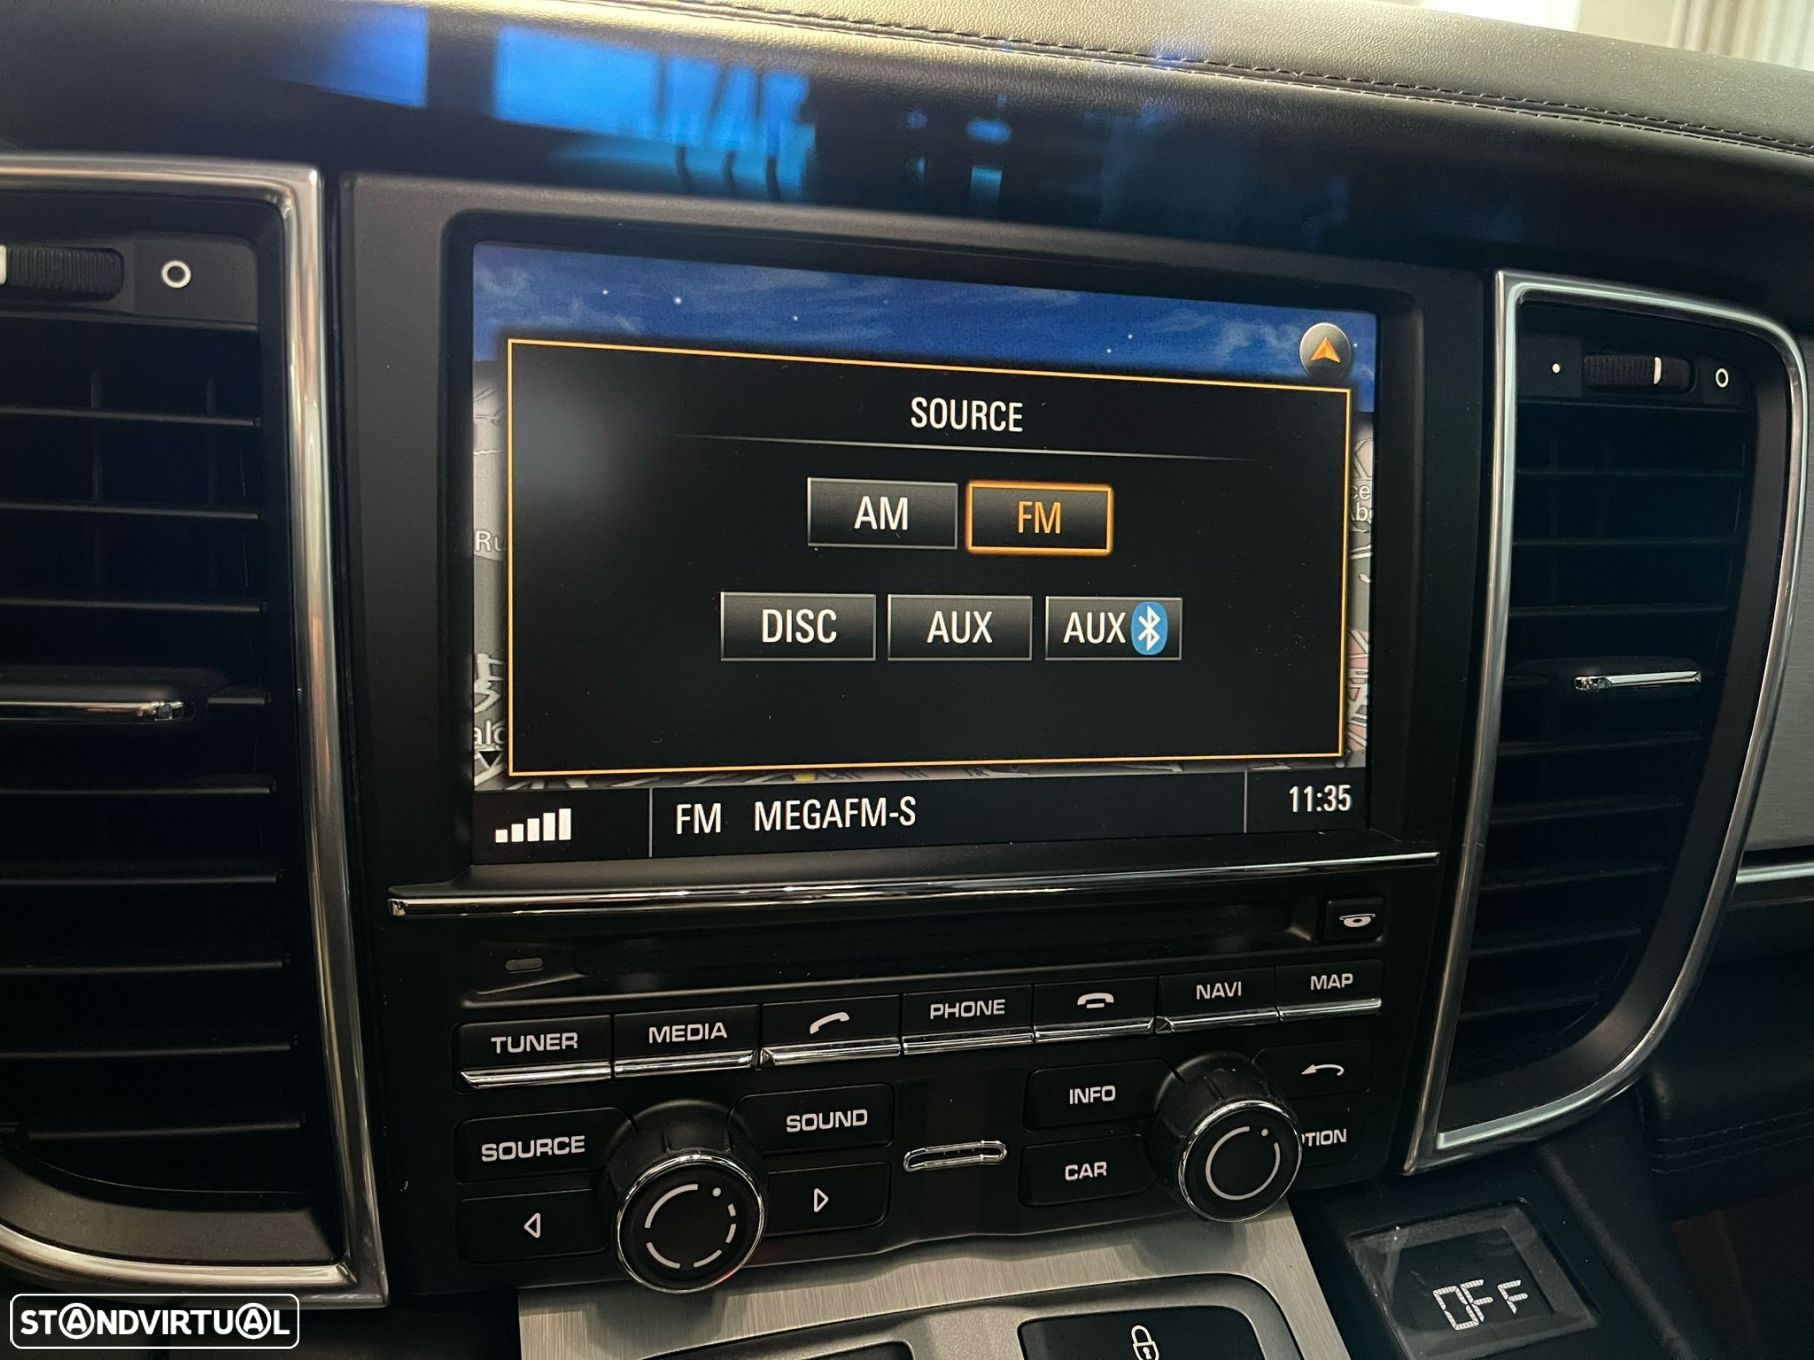 SOURCE
AM FM
DISC AUX AUX
FM MEGAFM-S 11:35
TUNER MEDIA PHONE NAVI MAP
SOURCE SOUND INFO
CAR
OFF
STANDVIRTUAL